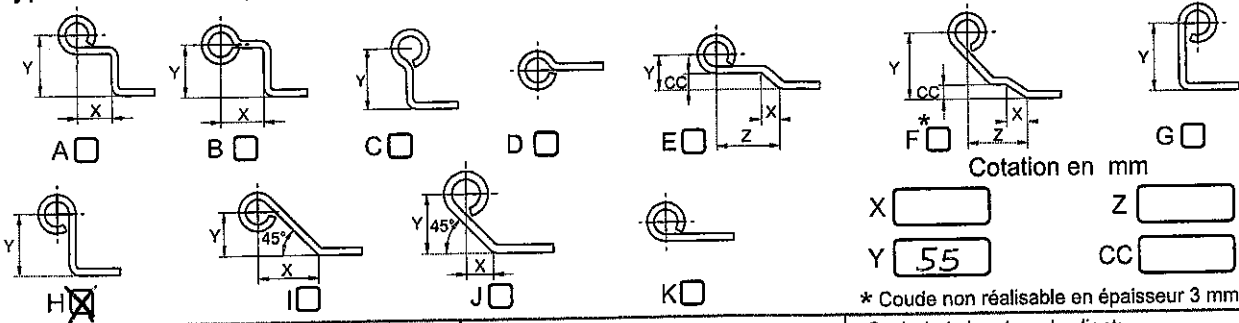 Y X A
Y X B
Y C
D
Y CC X Z E
Y CC X Z F*
Y G
Cotation en mm
X Z
Y 55 CC
* Coude non réalisable en épaisseur 3 mm
Y H X
Y 45° X I
Y 45° X J
K